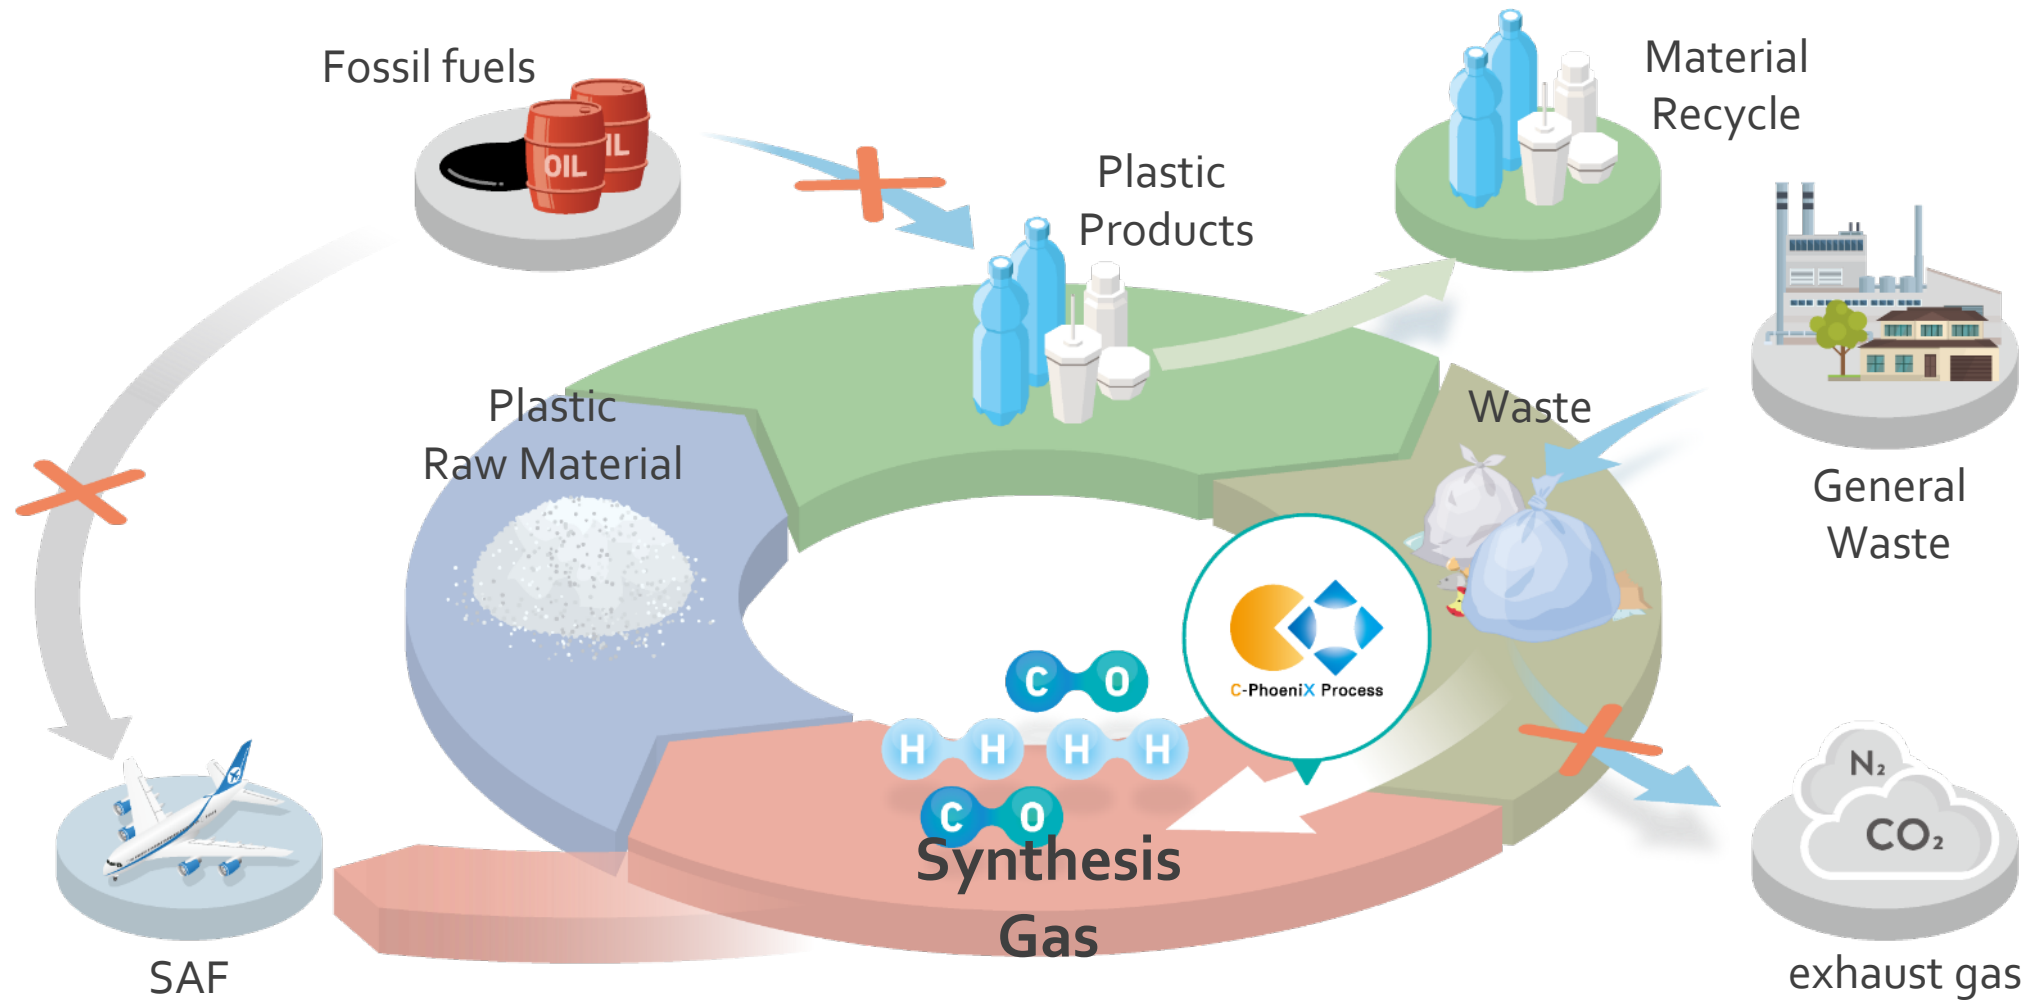 Fossil fuels
OIL
IL
Material
Recycle
Plastic
Products
Plastic
Raw Material
Waste
General
Waste
C-PhoeniX Process
C O
H H H H
C O
Synthesis
Gas
N₂
CO₂
SAF
exhaust gas